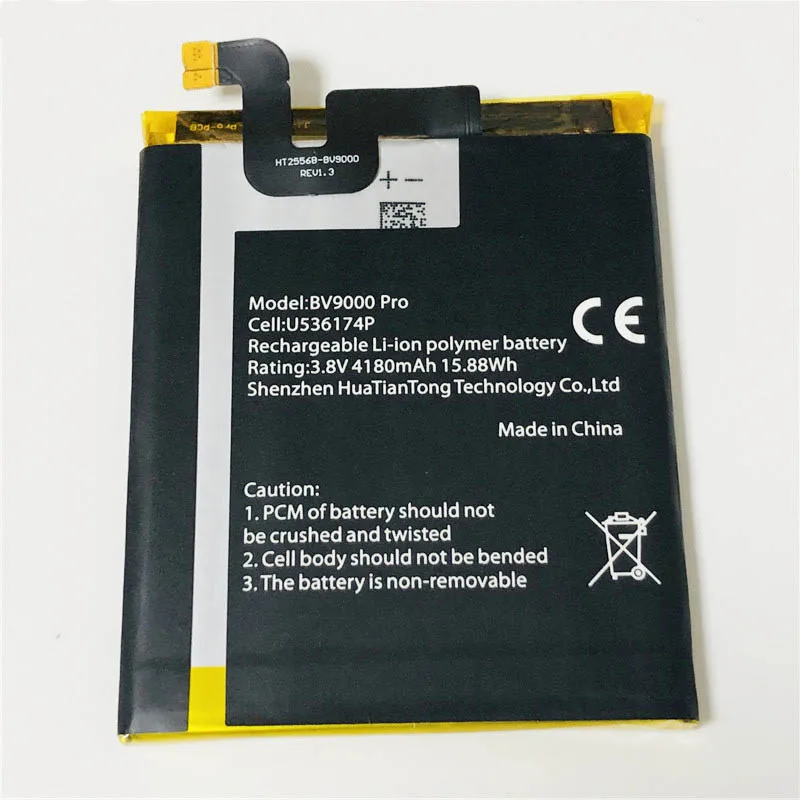 HT2556B-BV9000
REV1.3
+ -
Model:BV9000 Pro
Cell:U536174P
Rechargeable Li-ion polymer battery
Rating:3.8V 4180mAh 15.88Wh
Shenzhen HuaTianTong Technology Co.,Ltd
CE
Made in China
Caution:
1. PCM of battery should not
be crushed and twisted
2. Cell body should not be bended
3. The battery is non-removable